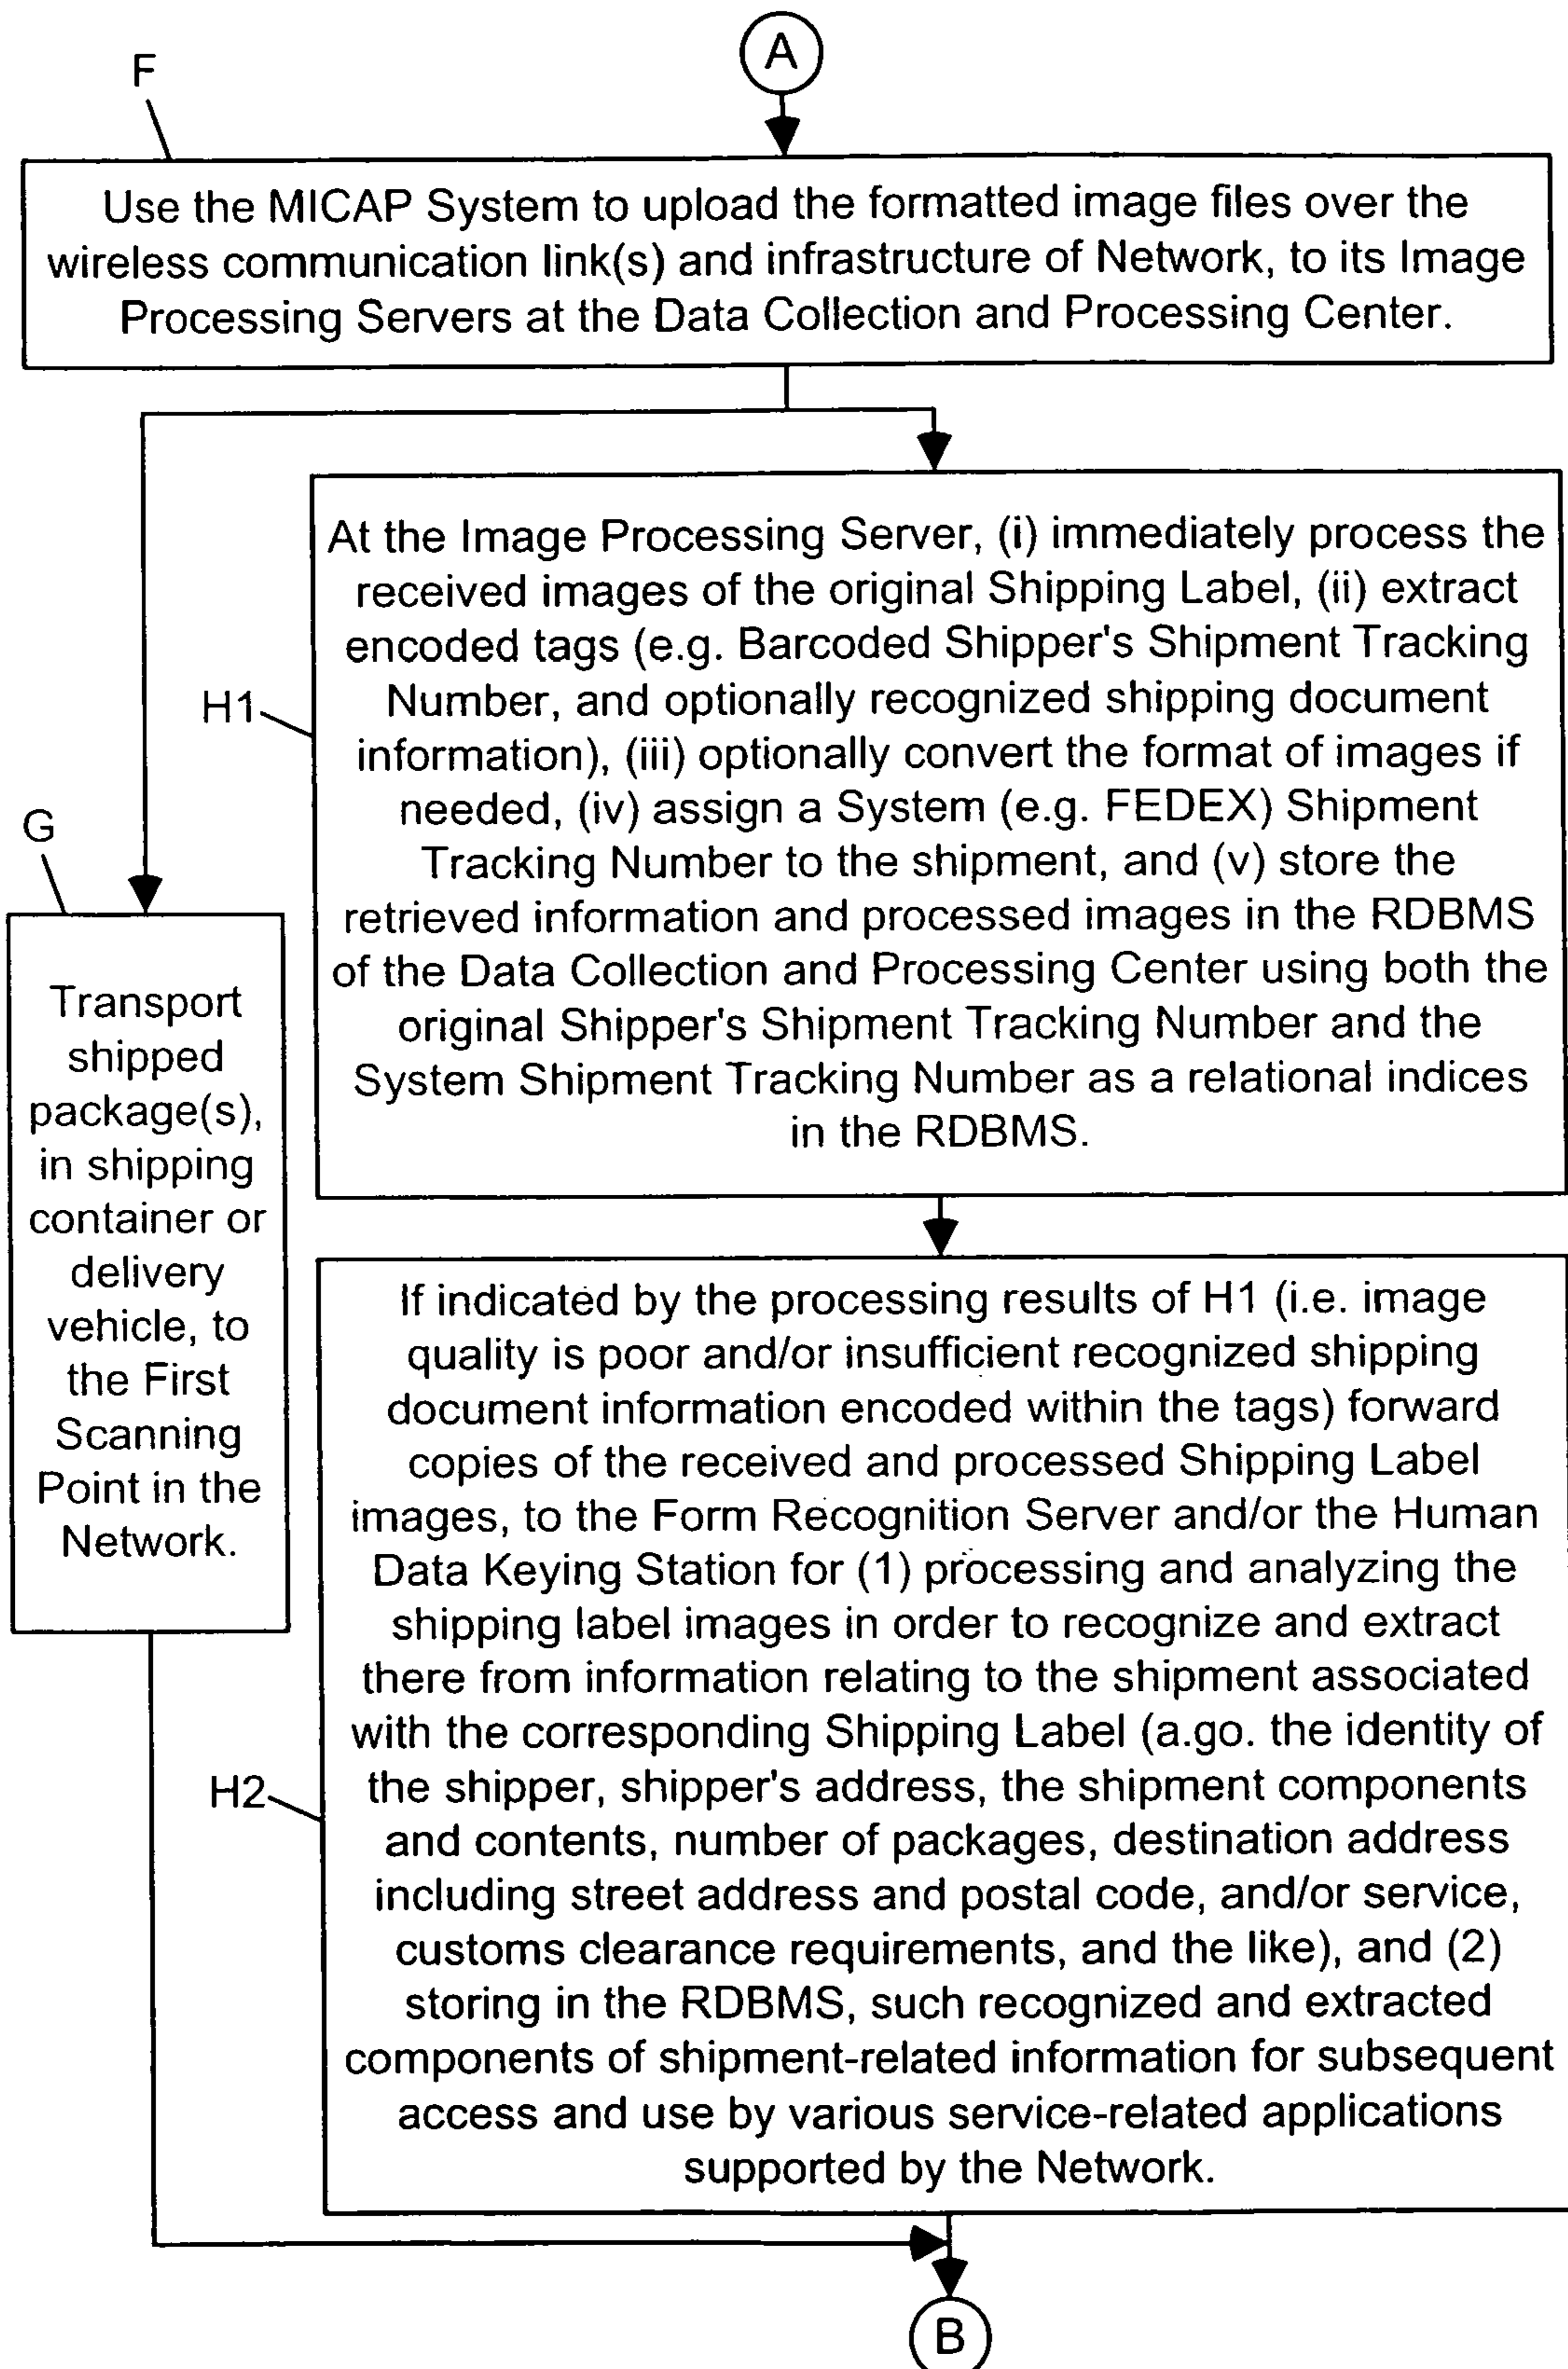 A
F
Use the MICAP System to upload the formatted image files over the
wireless communication link(s) and infrastructure of Network, to its Image
Processing Servers at the Data Collection and Processing Center.
H1
At the Image Processing Server, (i) immediately process the
received images of the original Shipping Label, (ii) extract
encoded tags (e.g. Barcoded Shipper's Shipment Tracking
Number, and optionally recognized shipping document
information), (iii) optionally convert the format of images if
needed, (iv) assign a System (e.g. FEDEX) Shipment
Tracking Number to the shipment, and (v) store the
retrieved information and processed images in the RDBMS
of the Data Collection and Processing Center using both the
original Shipper's Shipment Tracking Number and the
System Shipment Tracking Number as a relational indices
in the RDBMS.
G
Transport
shipped
package(s),
in shipping
container or
delivery
vehicle, to
the First
Scanning
Point in the
Network.
H2
If indicated by the processing results of H1 (i.e. image
quality is poor and/or insufficient recognized shipping
document information encoded within the tags) forward
copies of the received and processed Shipping Label
images, to the Form Recognition Server and/or the Human
Data Keying Station for (1) processing and analyzing the
shipping label images in order to recognize and extract
there from information relating to the shipment associated
with the corresponding Shipping Label (a.go. the identity of
the shipper, shipper's address, the shipment components
and contents, number of packages, destination address
including street address and postal code, and/or service,
customs clearance requirements, and the like), and (2)
storing in the RDBMS, such recognized and extracted
components of shipment-related information for subsequent
access and use by various service-related applications
supported by the Network.
B